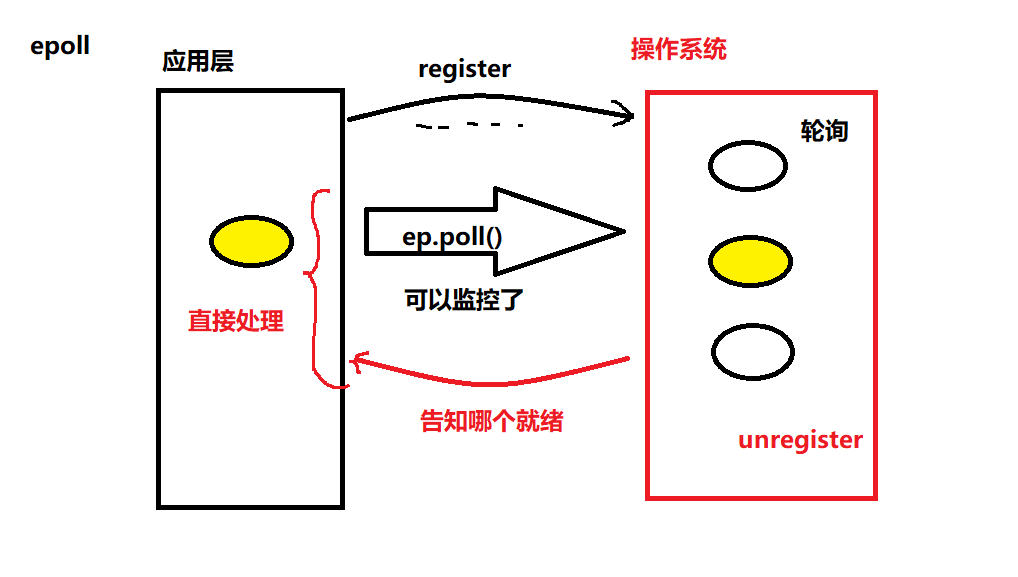 epoll
应用层
register
操作系统
轮询
ep.poll()
可以监控了
直接处理
告知哪个就绪
unregister